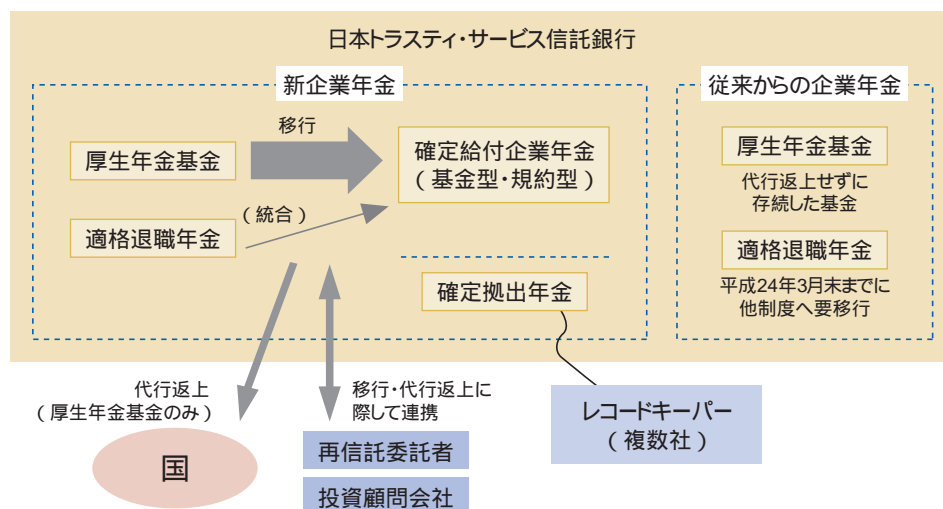 日本トラスティ・サービス信託銀行
新企業年金
移行
厚生年金基金
確定給付企業年金
（基金型・規約型）
（統合）
適格退職年金
確定拠出年金
従来からの企業年金
厚生年金基金
代行返上せずに
存続した基金
適格退職年金
平成24年3月末までに
他制度へ要移行
代行返上
（厚生年金基金のみ）
国
移行・代行返上に
際して連携
再信託委託者
投資顧問会社
レコードキーパー
（複数社）